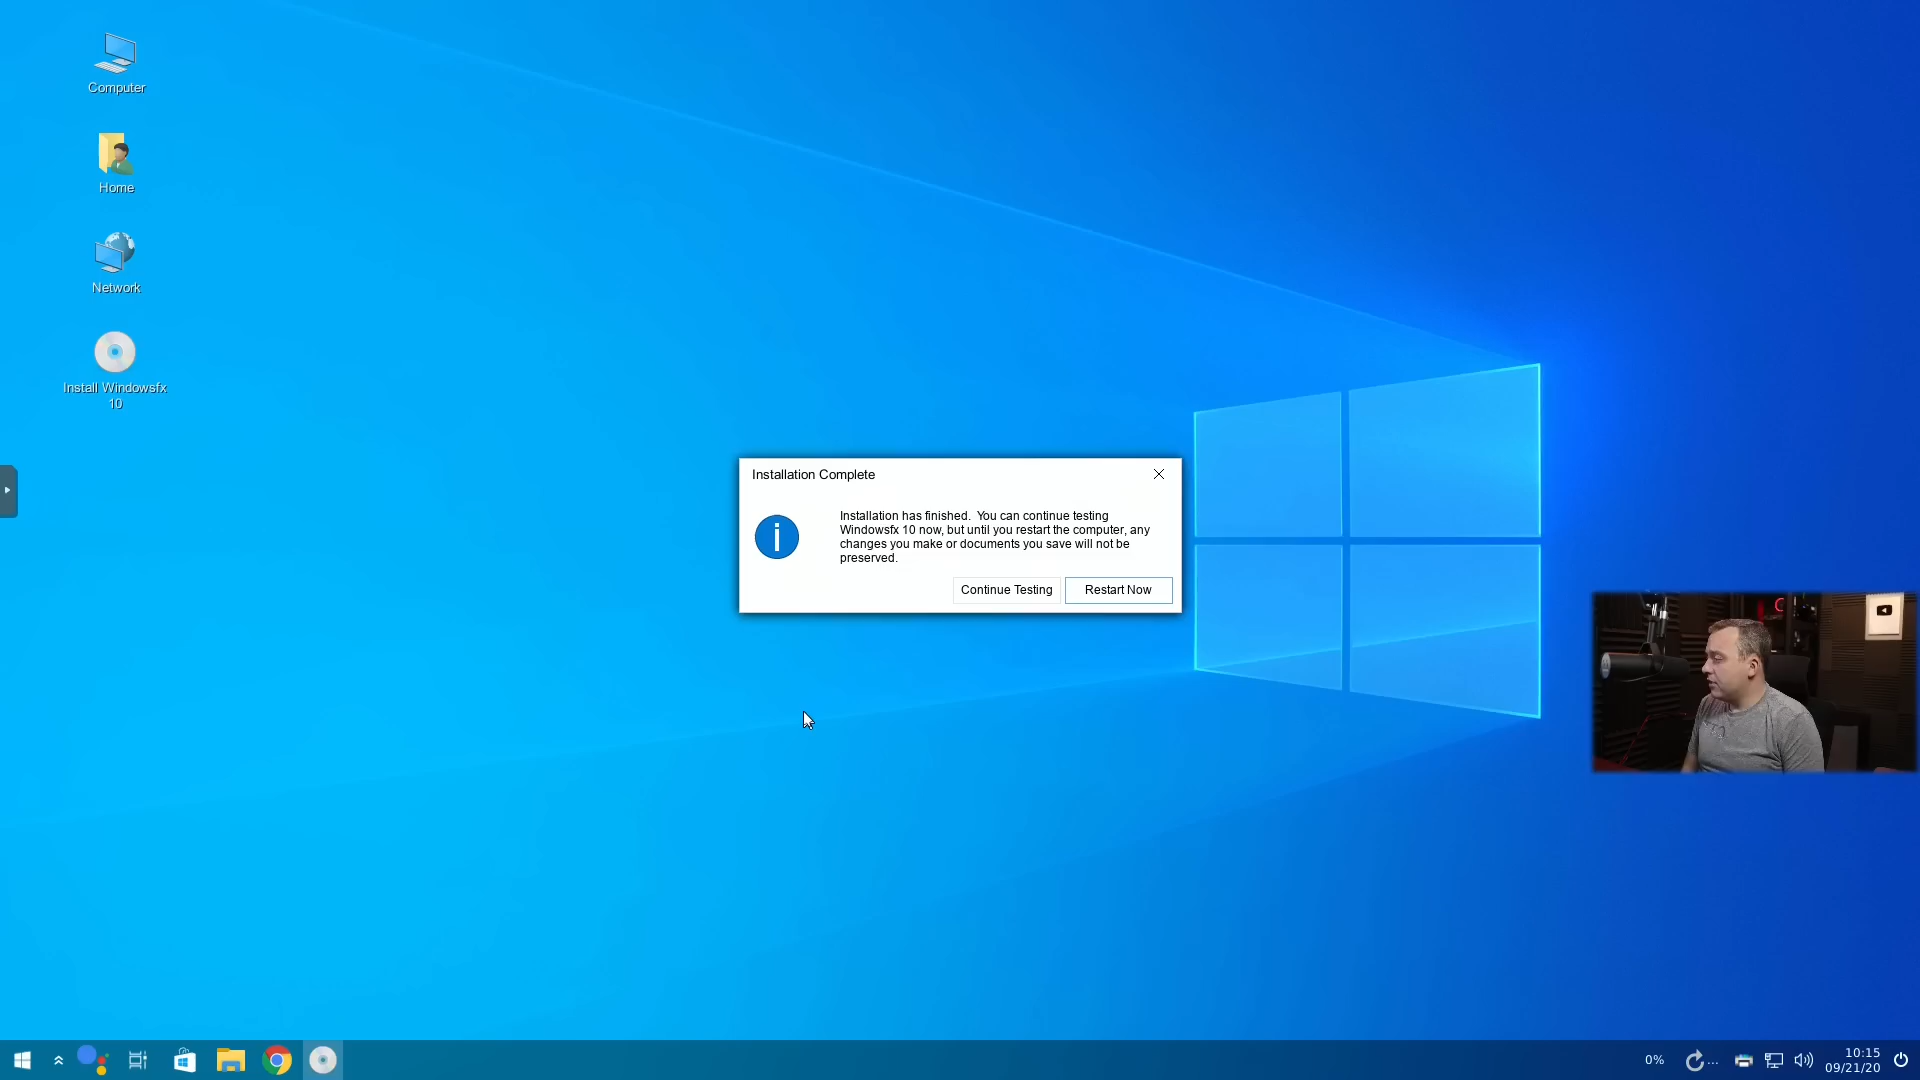 Computer
Home
Network
Install Windowsfx
10
Installation Complete
Installation has finished.  You can continue testing
Windowsfx 10 now, but until you restart the computer, any
changes you make or documents you save will not be
preserved.
Continue Testing
Restart Now
0%
...
10:15
09/21/20